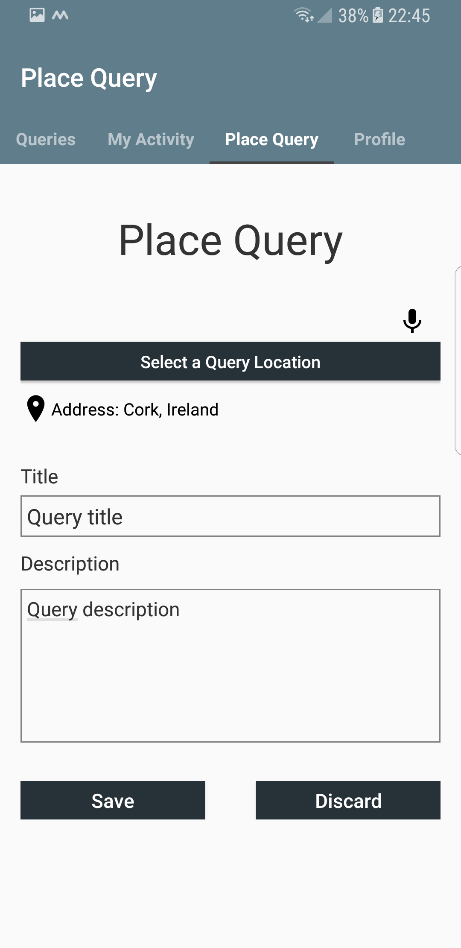 38% 22:45
Place Query
Queries My Activity Place Query Profile
Place Query
Select a Query Location
Address: Cork, Ireland
Title
Query title
Description
Query description
Save Discard